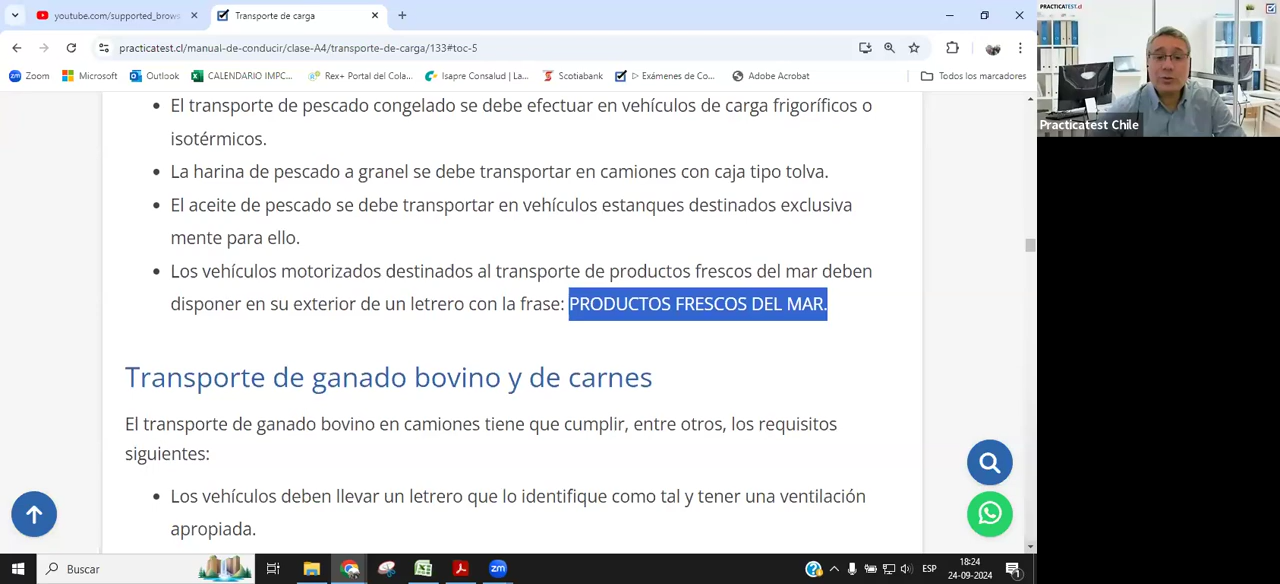 youtube.com/supported_brows
Transporte de carga
practicatest.cl/manual-de-conducir/clase-A4/transporte-de-carga/133#toc-5
Zoom
Microsoft
Outlook
CALENDARIO IMPC...
Rex+ Portal del Cola...
Isapre Consalud | La...
Scotiabank
▷ Exámenes de Co...
Adobe Acrobat
Todos los marcadores
PRACTICATEST.cl
Practicatest Chile
El transporte de pescado congelado se debe efectuar en vehículos de carga frigoríficos o
isotérmicos.
La harina de pescado a granel se debe transportar en camiones con caja tipo tolva.
El aceite de pescado se debe transportar en vehículos estanques destinados exclusiva
mente para ello.
Los vehículos motorizados destinados al transporte de productos frescos del mar deben
disponer en su exterior de un letrero con la frase: PRODUCTOS FRESCOS DEL MAR.
Transporte de ganado bovino y de carnes
El transporte de ganado bovino en camiones tiene que cumplir, entre otros, los requisitos
siguientes:
Los vehículos deben llevar un letrero que lo identifique como tal y tener una ventilación
apropiada.
Buscar
zm
ESP
18:24
24-09-2024